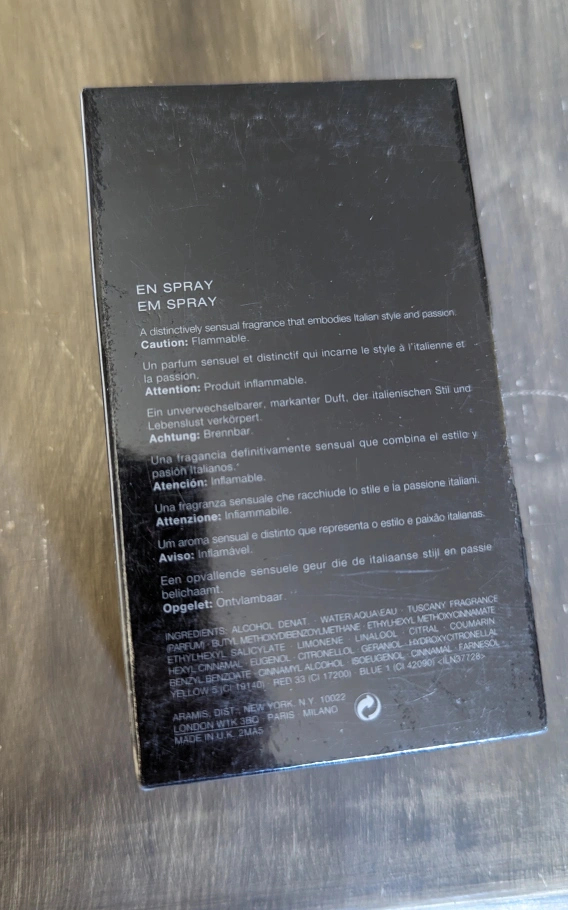 EN SPRAY
EM SPRAY
A distinctively sensual fragrance that embodies Italian style and passion.
Caution: Flammable.
Un parfum sensuel et distinctif qui incarne le style à l'italienne et
la passion.
Attention: Produit inflammable.
Ein unverwechselbarer, markanter Duft, der italienischen Stil und
Lebenslust verkörpert.
Achtung: Brennbar.
Una fragancia definitivamente sensual que combina el estilo y
pasión Italianos.
Atención: Inflamable.
Una fragranza sensuale che racchiude lo stile e la passione italiani.
Attenzione: Infiammabile.
Um aroma sensual e distinto que representa o estilo e paixão italianas.
Aviso: Inflamável.
Een opvallende sensuele geur die de italiaanse stijl en passie
belichaamt.
Opgelet: Ontvlambaar.
INGREDIENTS: ALCOHOL DENAT. · WATER\AQUA\EAU · TUSCANY FRAGRANCE
(PARFUM) · BUTYL METHOXYDIBENZOYLMETHANE · ETHYLHEXYL METHOXYCINNAMATE
ETHYLHEXYL SALICYLATE · LIMONENE · LINALOOL · CITRAL · COUMARIN
HEXYL CINNAMAL · EUGENOL · CITRONELLOL · GERANIOL · HYDROXYCITRONELLAL
BENZYL BENZOATE · CINNAMYL ALCOHOL · ISOEUGENOL · CINNAMAL · FARNESOL
YELLOW 5 (CI 19140) · RED 33 (CI 17200) · BLUE 1 (CI 42090) <ILN37728>
ARAMIS, DIST.: NEW YORK, N.Y. 10022
LONDON W1K 3BQ · PARIS · MILANO
MADE IN U.K. 2MA5